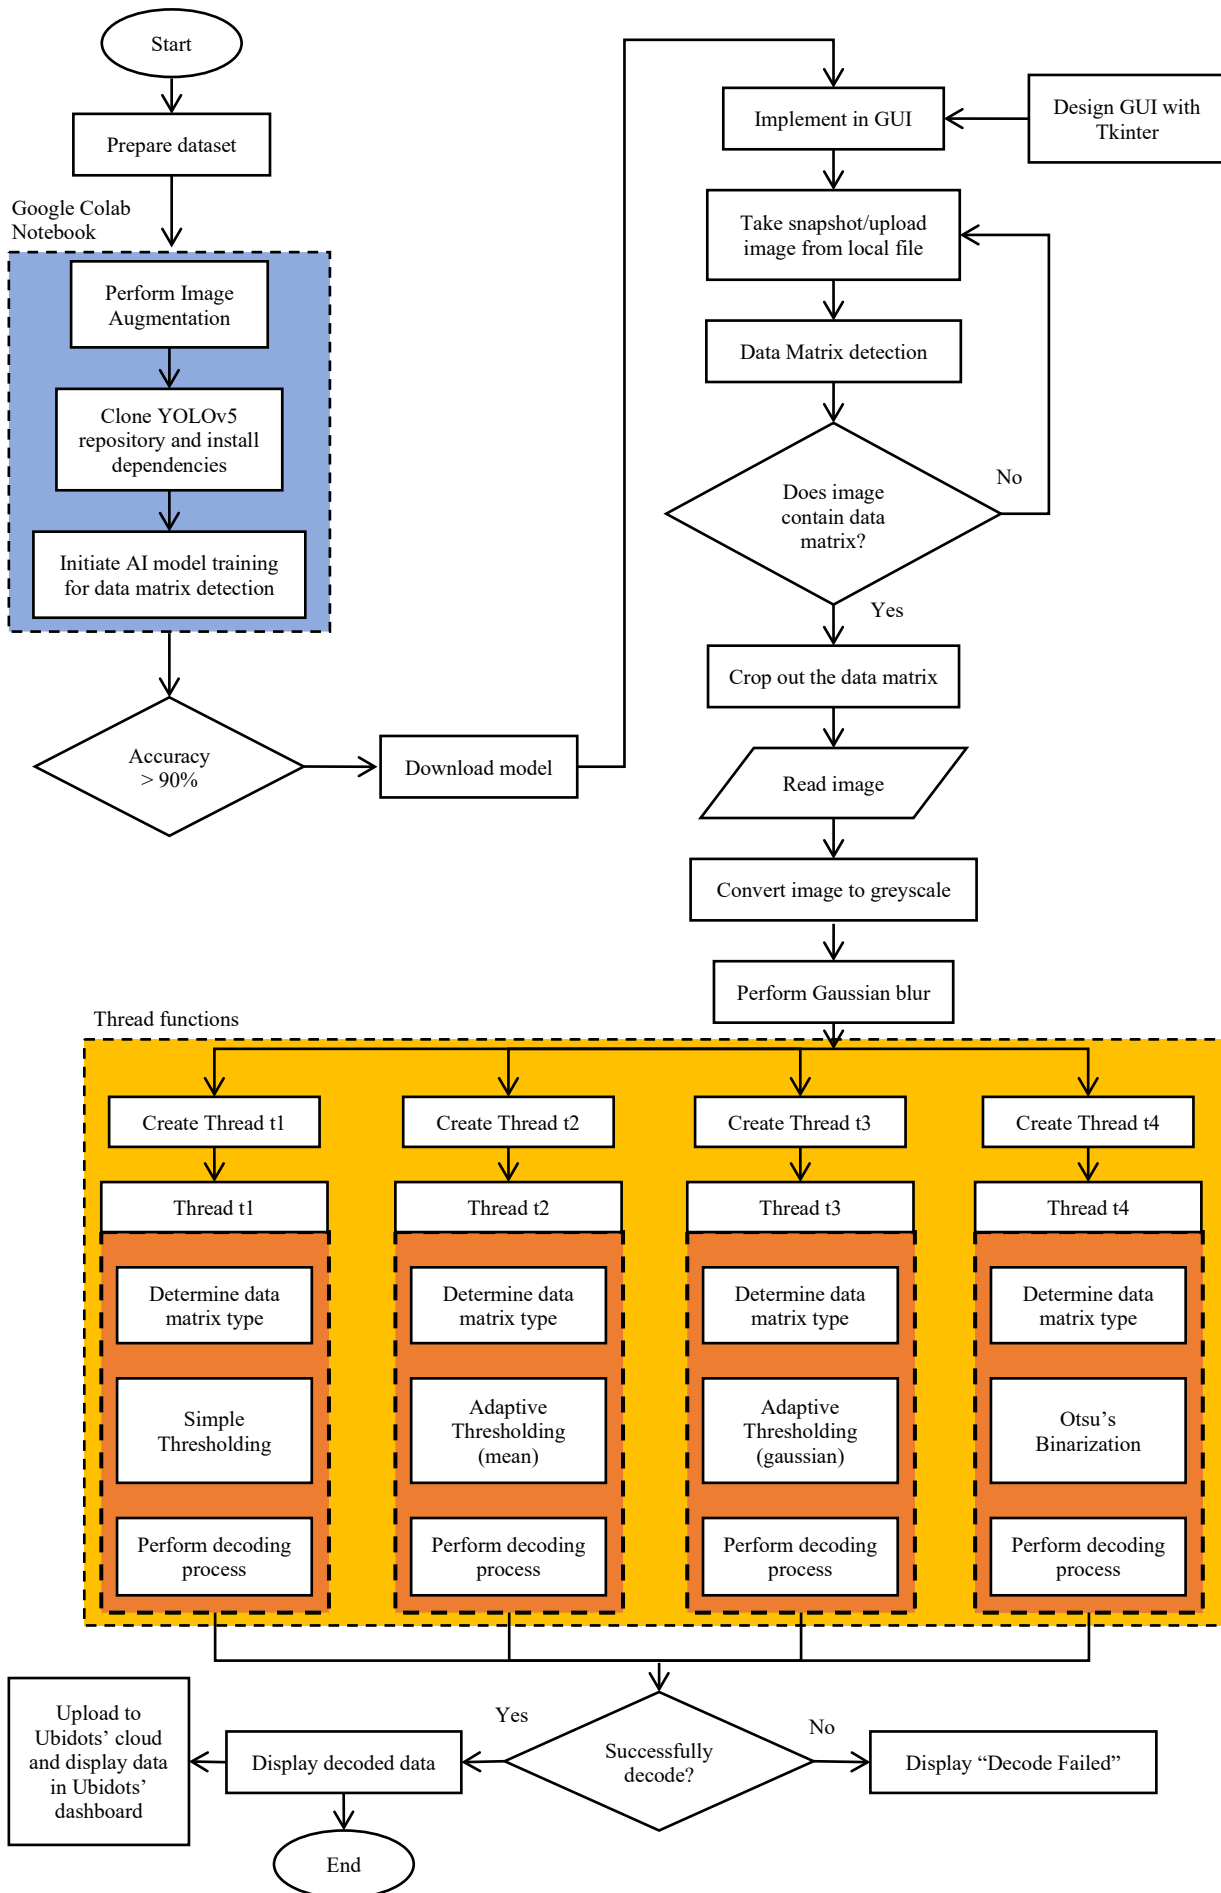 Start
Prepare dataset
Google Colab
Notebook
Perform Image
Augmentation
Clone YOLOv5
repository and install
dependencies
Initiate AI model training
for data matrix detection
Accuracy
> 90%
Download model
Implement in GUI
Design GUI with
Tkinter
Take snapshot/upload
image from local file
Data Matrix detection
Does image
contain data
matrix?
No
Yes
Crop out the data matrix
Read image
Convert image to greyscale
Perform Gaussian blur
Thread functions
Create Thread t1
Create Thread t2
Create Thread t3
Create Thread t4
Thread t1
Thread t2
Thread t3
Thread t4
Determine data
matrix type
Determine data
matrix type
Determine data
matrix type
Determine data
matrix type
Simple
Thresholding
Adaptive
Thresholding
(mean)
Adaptive
Thresholding
(gaussian)
Otsu’s
Binarization
Perform decoding
process
Perform decoding
process
Perform decoding
process
Perform decoding
process
Successfully
decode?
Yes
No
Display decoded data
Display “Decode Failed”
Upload to
Ubidots’ cloud
and display data
in Ubidots’
dashboard
End